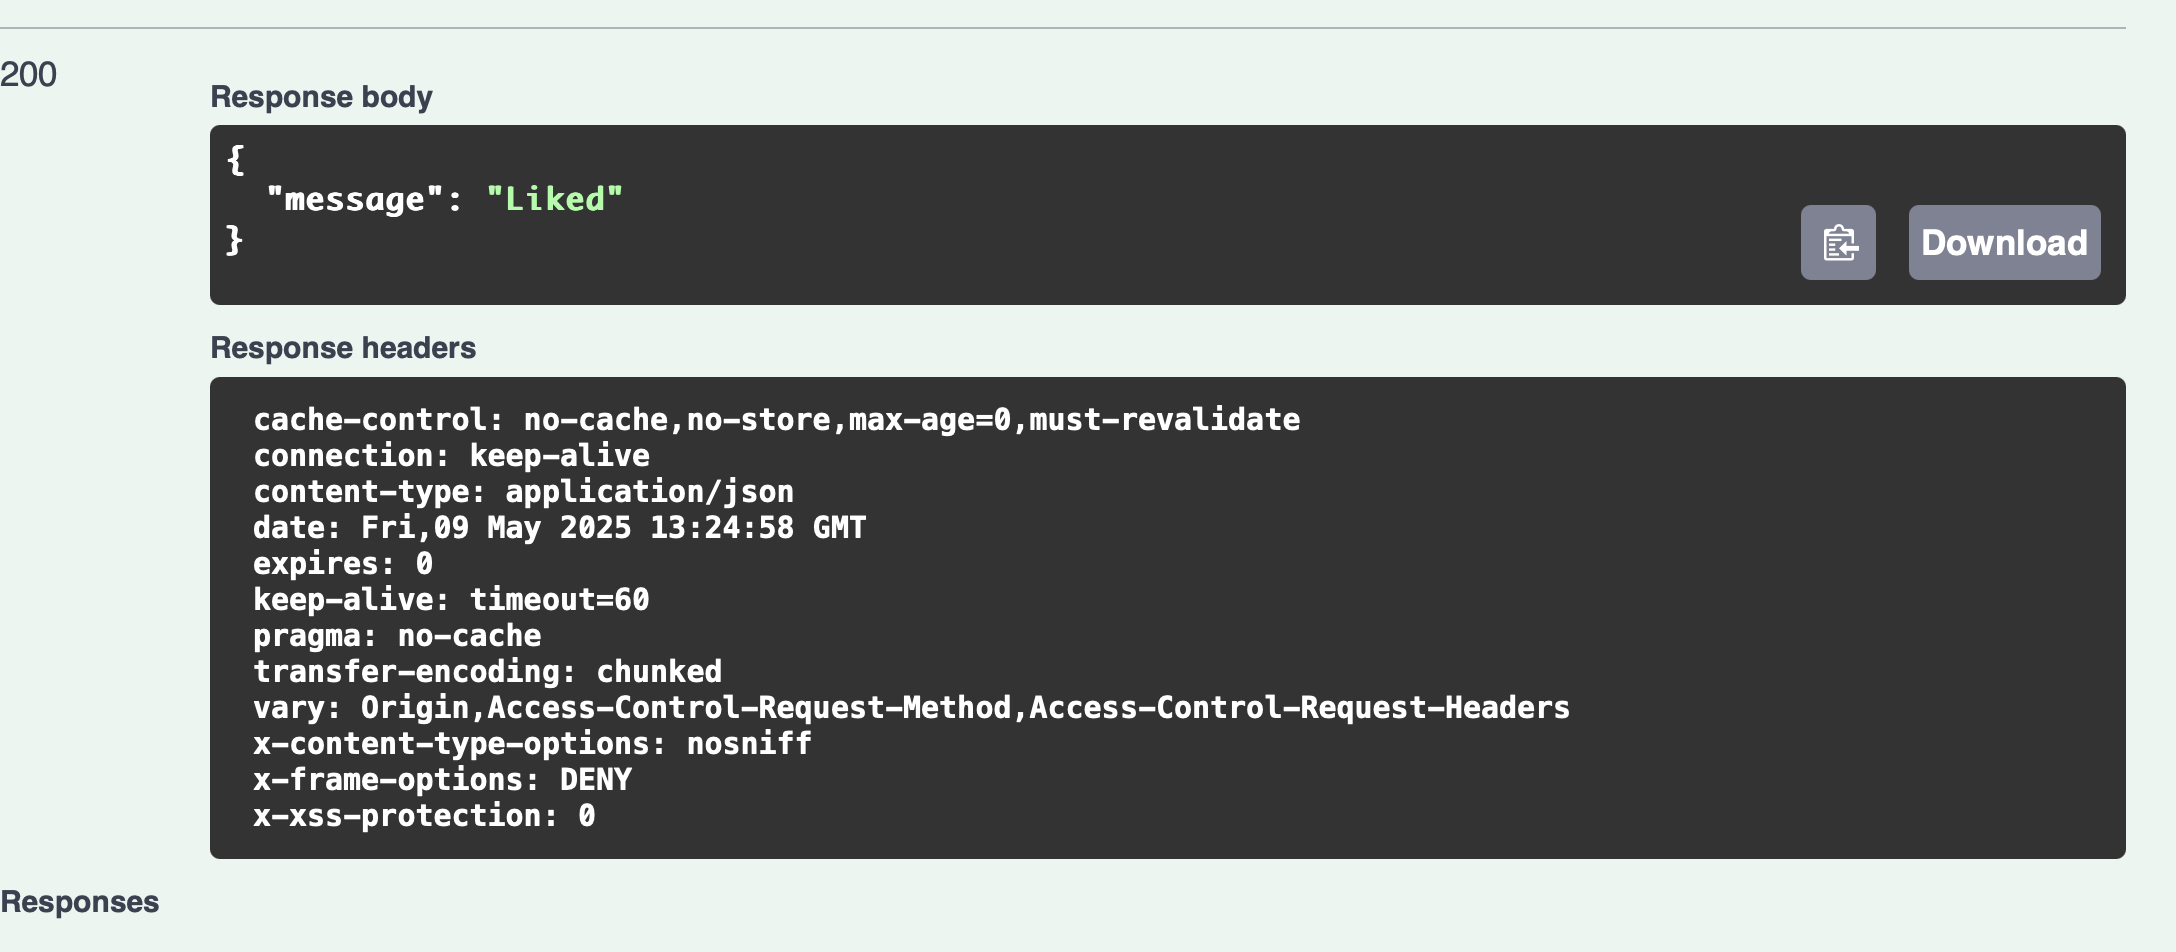 200
Response body
{
  "message": "Liked"
}
Download
Response headers
cache-control: no-cache,no-store,max-age=0,must-revalidate
connection: keep-alive
content-type: application/json
date: Fri,09 May 2025 13:24:58 GMT
expires: 0
keep-alive: timeout=60
pragma: no-cache
transfer-encoding: chunked
vary: Origin,Access-Control-Request-Method,Access-Control-Request-Headers
x-content-type-options: nosniff
x-frame-options: DENY
x-xss-protection: 0
Responses